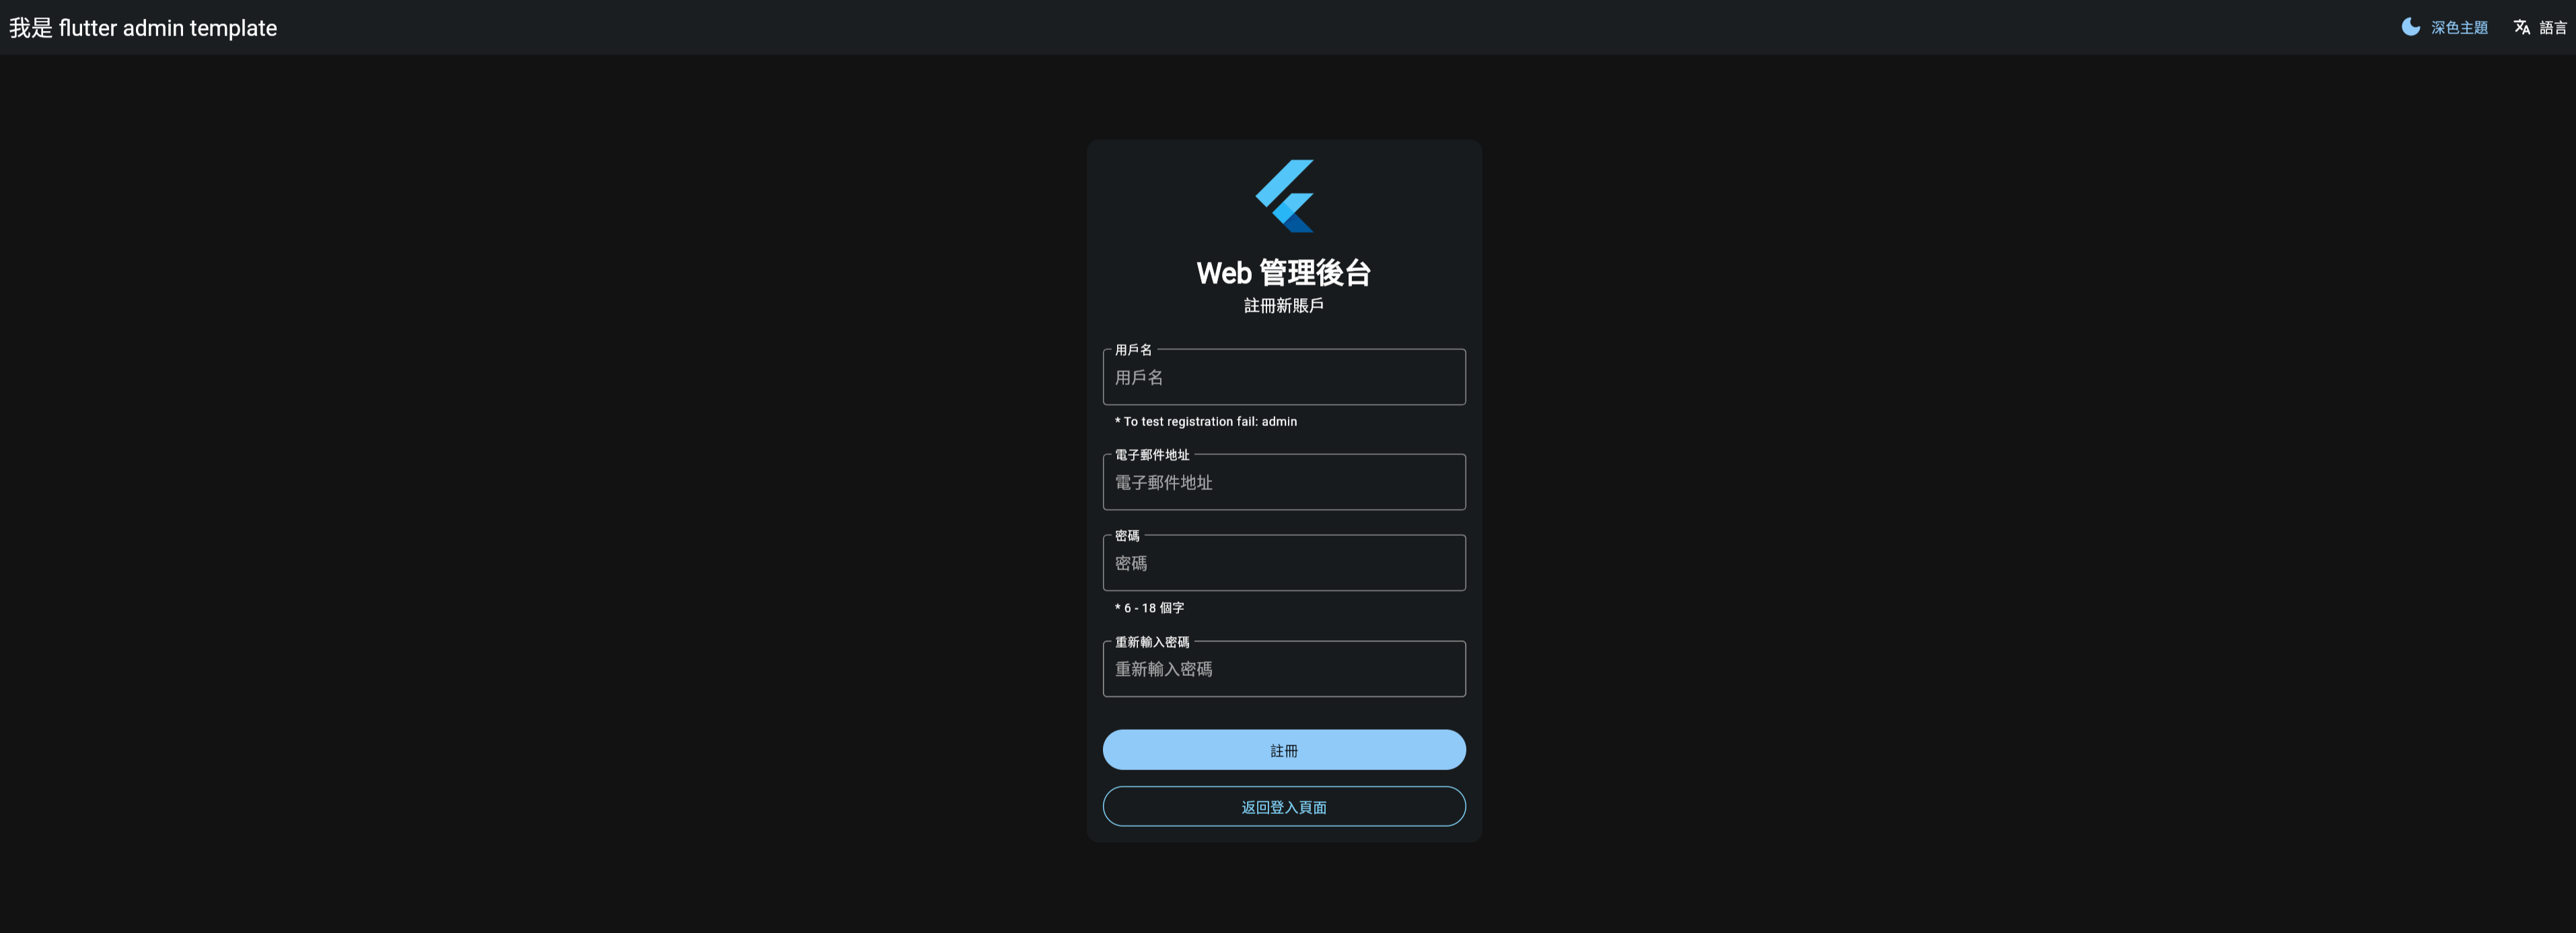 我是 flutter admin template
深色主題
語言
Web 管理後台
註冊新賬戶
用戶名
用戶名
* To test registration fail: admin
電子郵件地址
電子郵件地址
密碼
密碼
* 6 - 18 個字
重新輸入密碼
重新輸入密碼
註冊
返回登入頁面